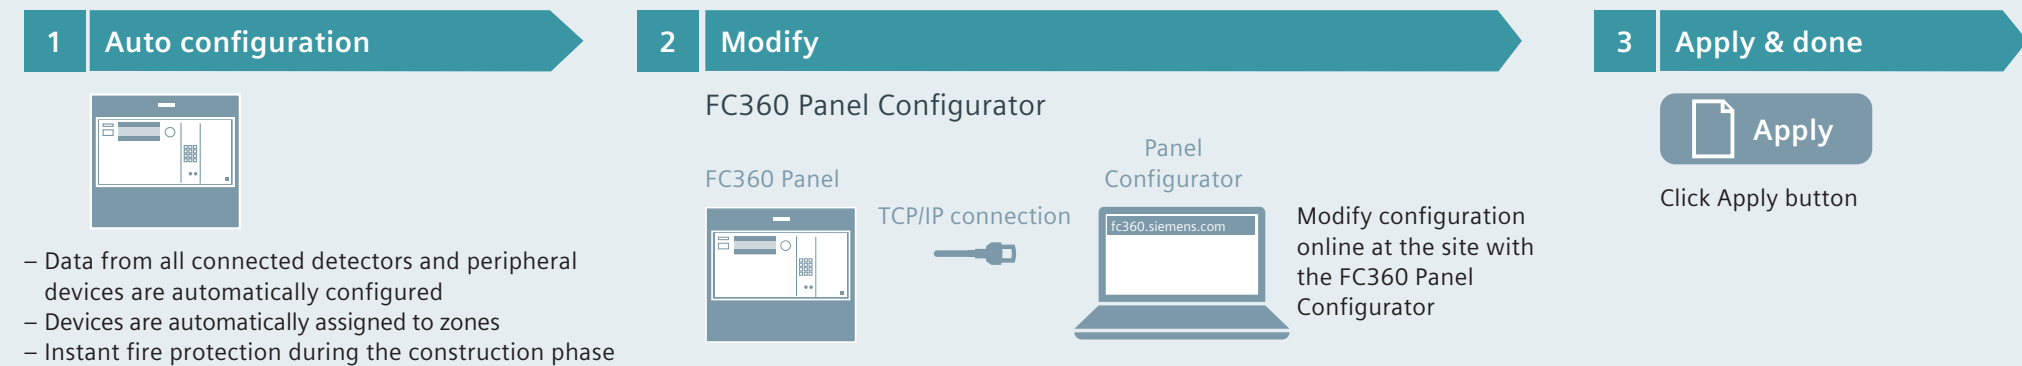 1 Auto configuration
– Data from all connected detectors and peripheral
devices are automatically configured
– Devices are automatically assigned to zones
– Instant fire protection during the construction phase
2 Modify
FC360 Panel Configurator
FC360 Panel
TCP/IP connection
Panel
Configurator
fc360.siemens.com
Modify configuration
online at the site with
the FC360 Panel
Configurator
3 Apply & done
Apply
Click Apply button